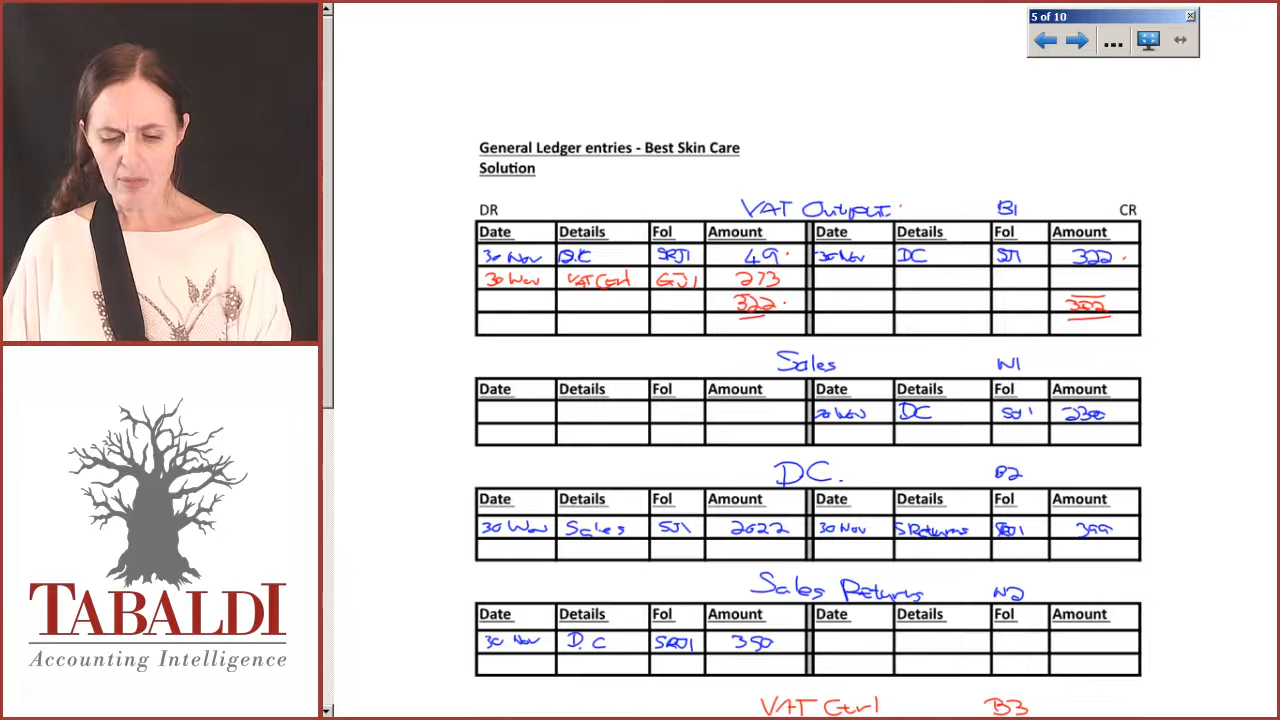 5 of 10
General Ledger entries - Best Skin Care
Solution
DR VAT Output. B1 CR
Date Details Fol Amount Date Details Fol Amount
30 Nov D.C SRJ1 49 30 Nov DC SJ1 322
30 Nov VAT Ctrl GJ1 273
322 322
Sales N1
Date Details Fol Amount Date Details Fol Amount
30 Nov DC SJ1 2300
DC. B2
Date Details Fol Amount Date Details Fol Amount
30 Nov Sales SJ1 2622 30 Nov S Returns SRJ1 399
Sales Returns N2
Date Details Fol Amount Date Details Fol Amount
30 Nov D.C SRJ1 350
VAT Ctrl B3
TABALDI
Accounting Intelligence